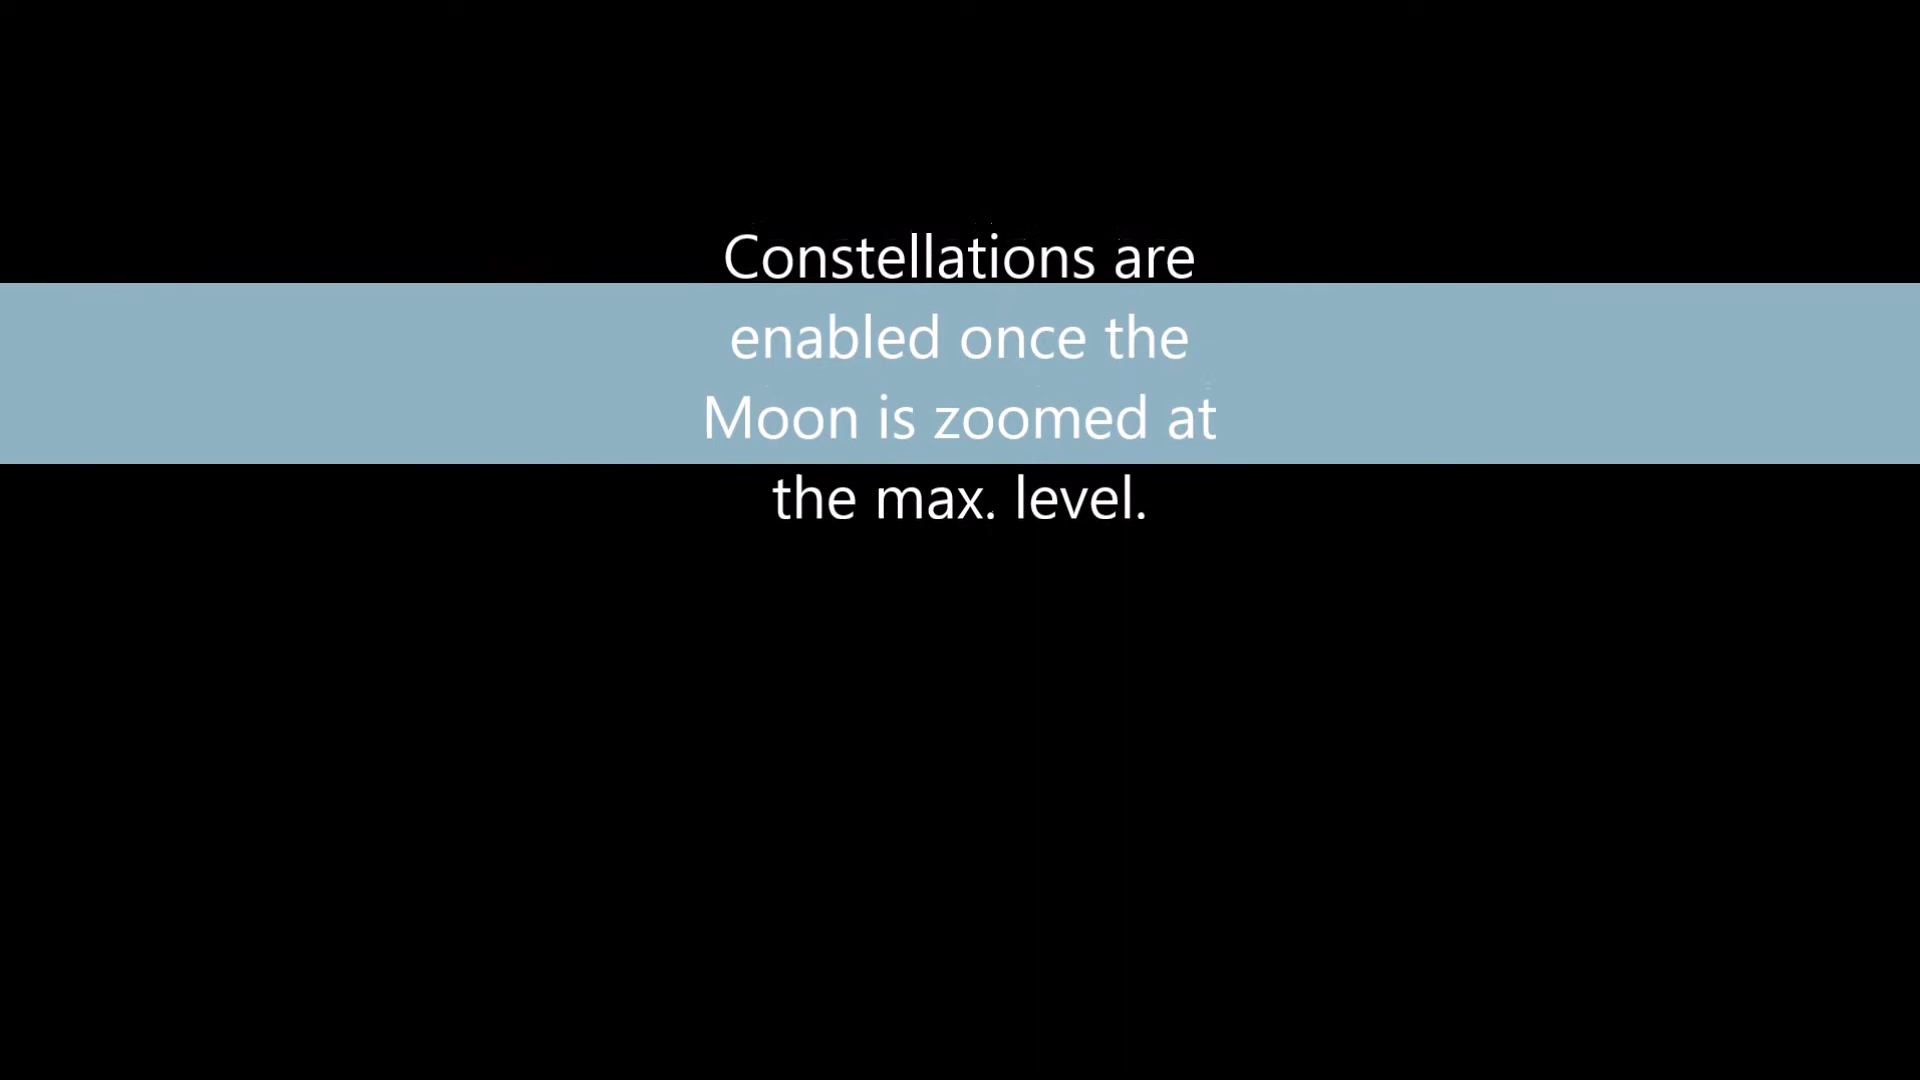 Constellations are
enabled once the
Moon is zoomed at
the max. level.